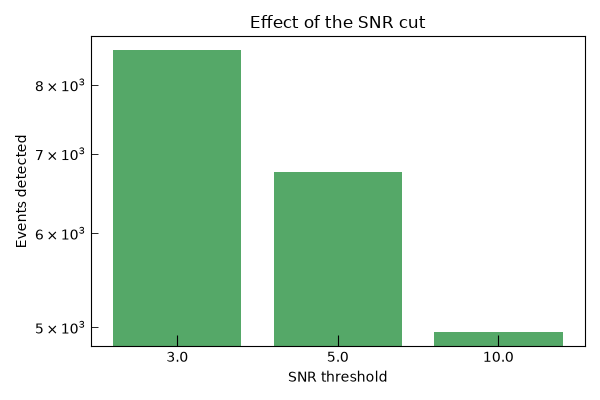 Effect of the SNR cut
Events detected
8 × 10³
7 × 10³
6 × 10³
5 × 10³
3.0 5.0 10.0
SNR threshold